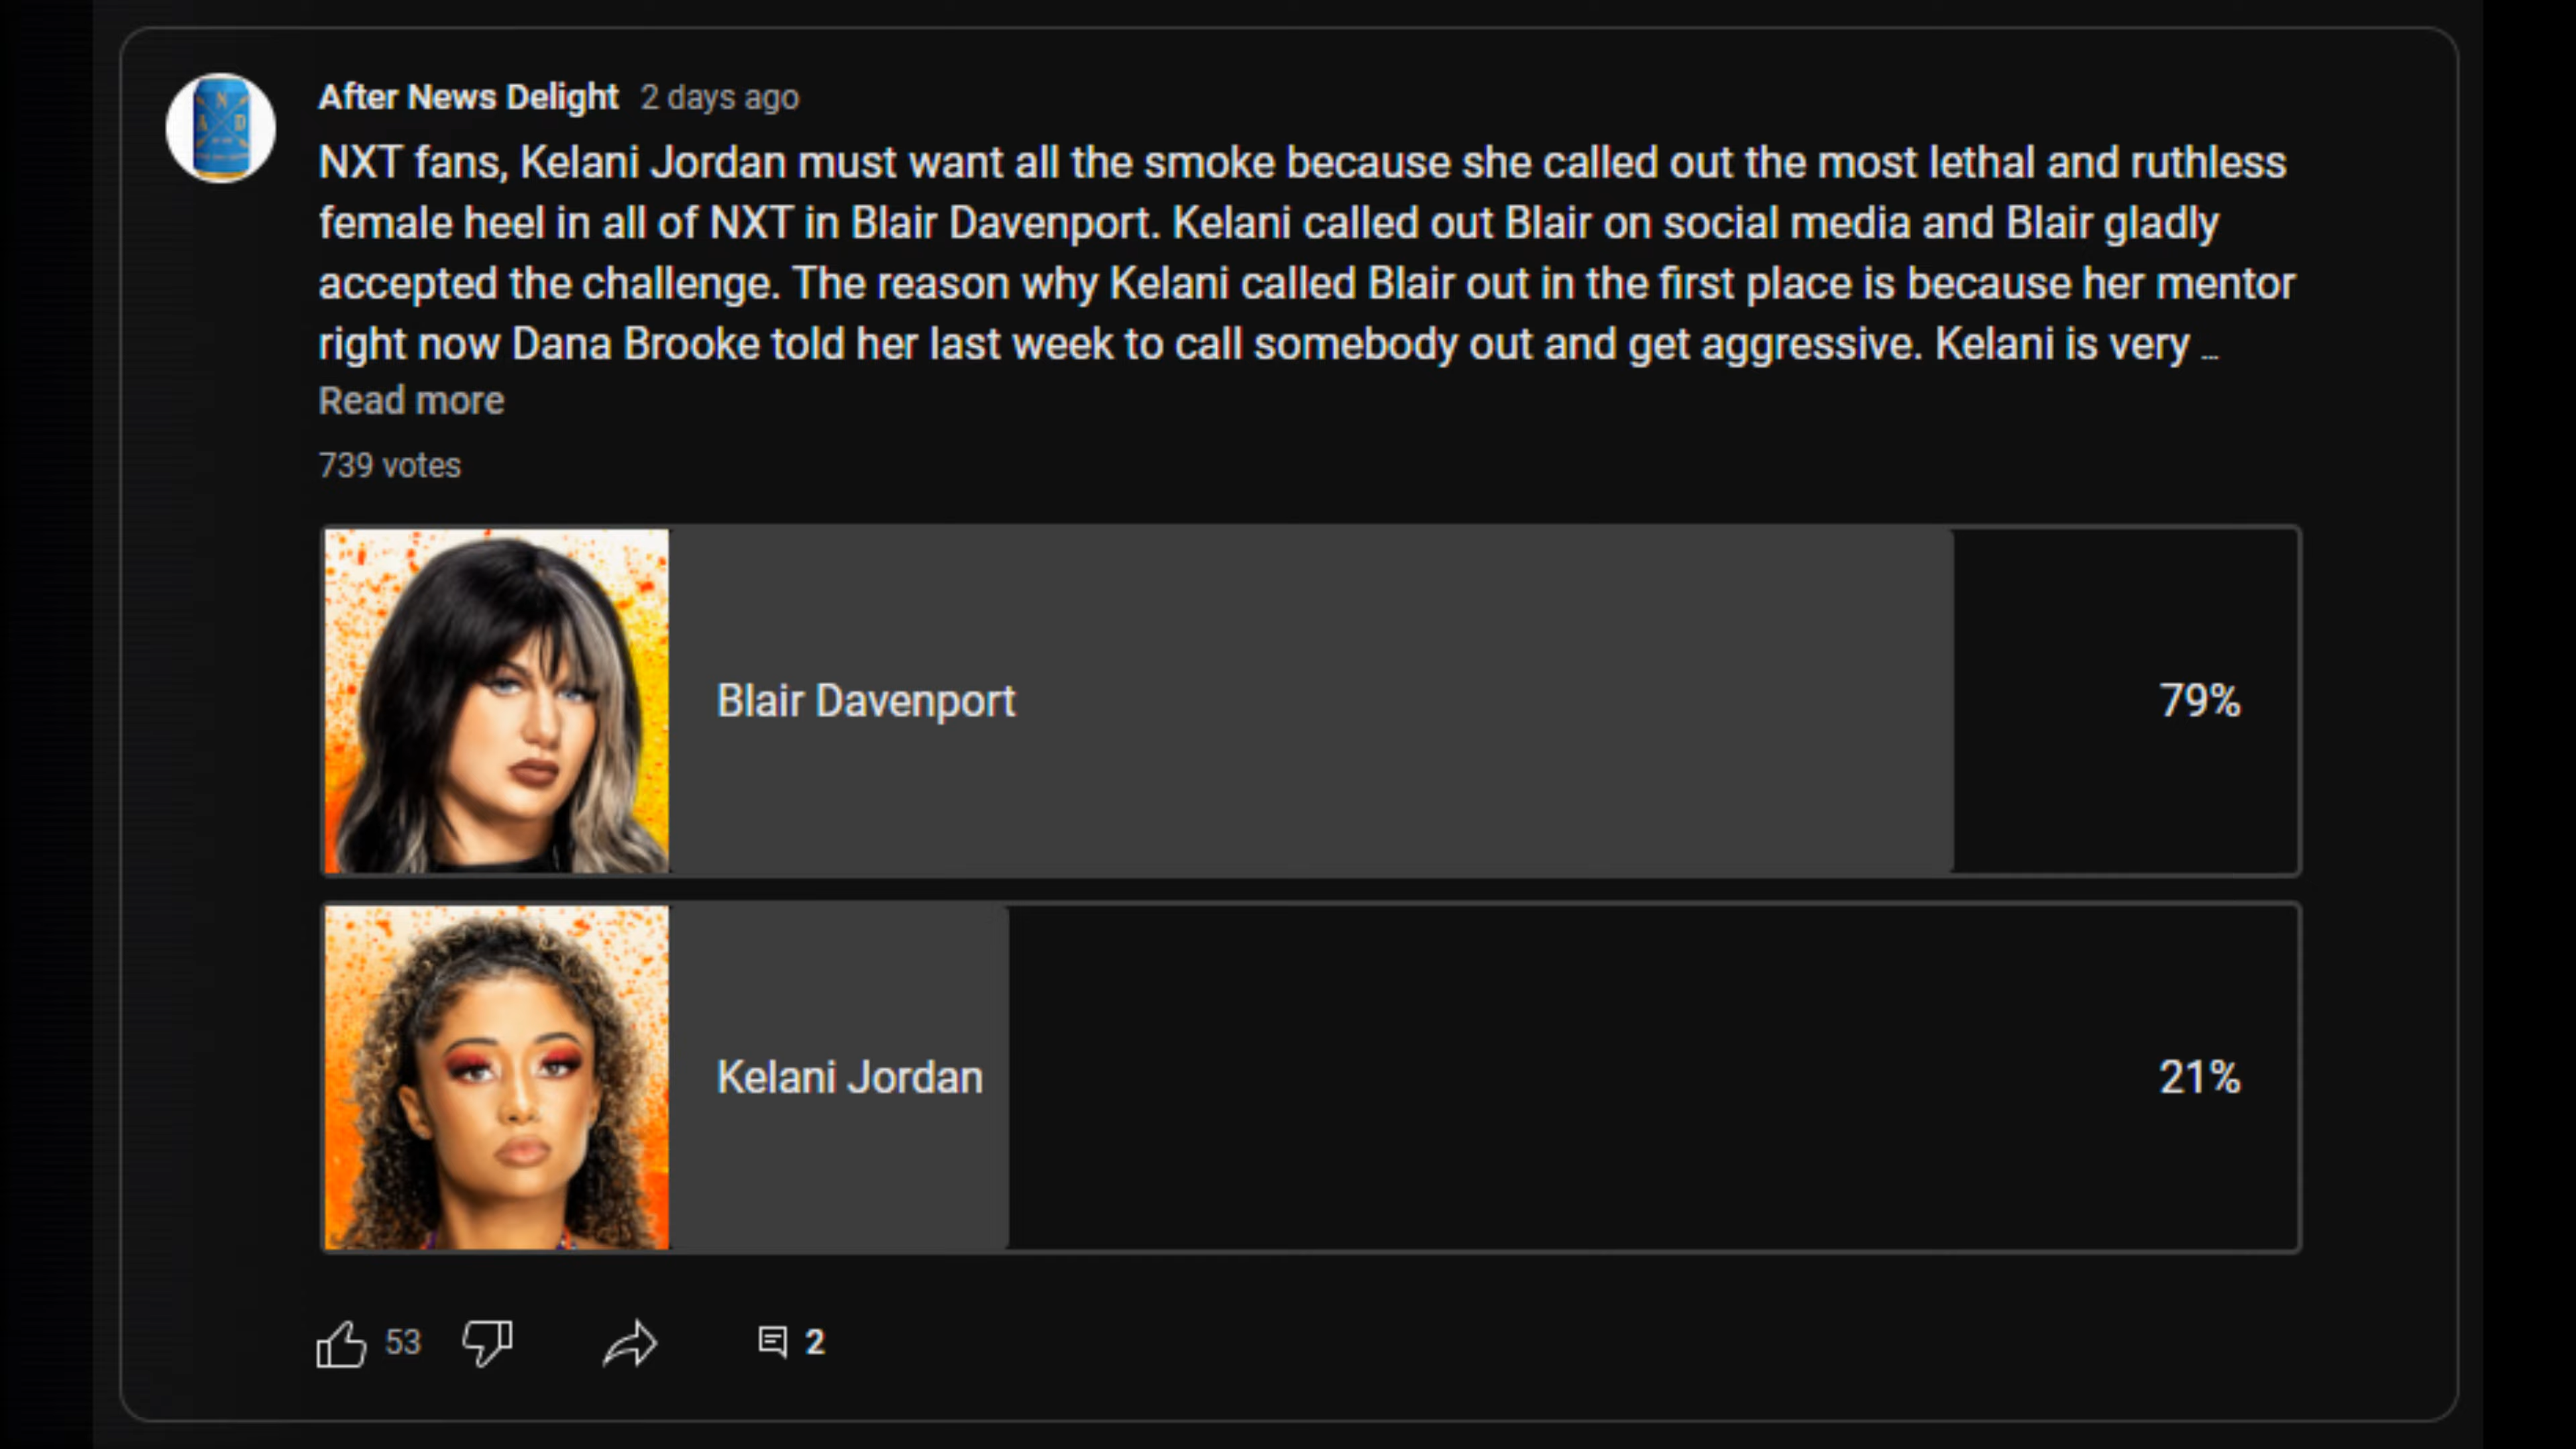 After News Delight 2 days ago
NXT fans, Kelani Jordan must want all the smoke because she called out the most lethal and ruthless
female heel in all of NXT in Blair Davenport. Kelani called out Blair on social media and Blair gladly
accepted the challenge. The reason why Kelani called Blair out in the first place is because her mentor
right now Dana Brooke told her last week to call somebody out and get aggressive. Kelani is very ...
Read more
739 votes
Blair Davenport 79%
Kelani Jordan 21%
53 2
N
A D